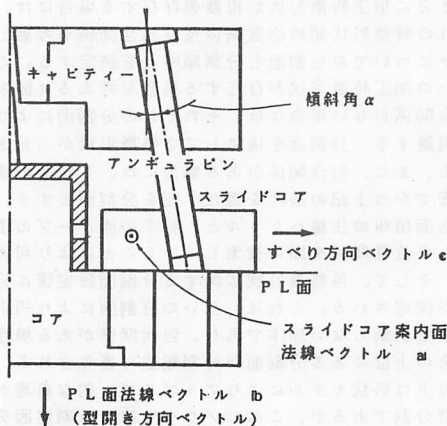 キャビティ
傾斜角α
アンギュラピン
スライドコア
すべり方向ベクトルc
L面
コア
スライドコア案内面
法線ベクトル a
L面法線ベクトル b
(型開き方向ベクトル)